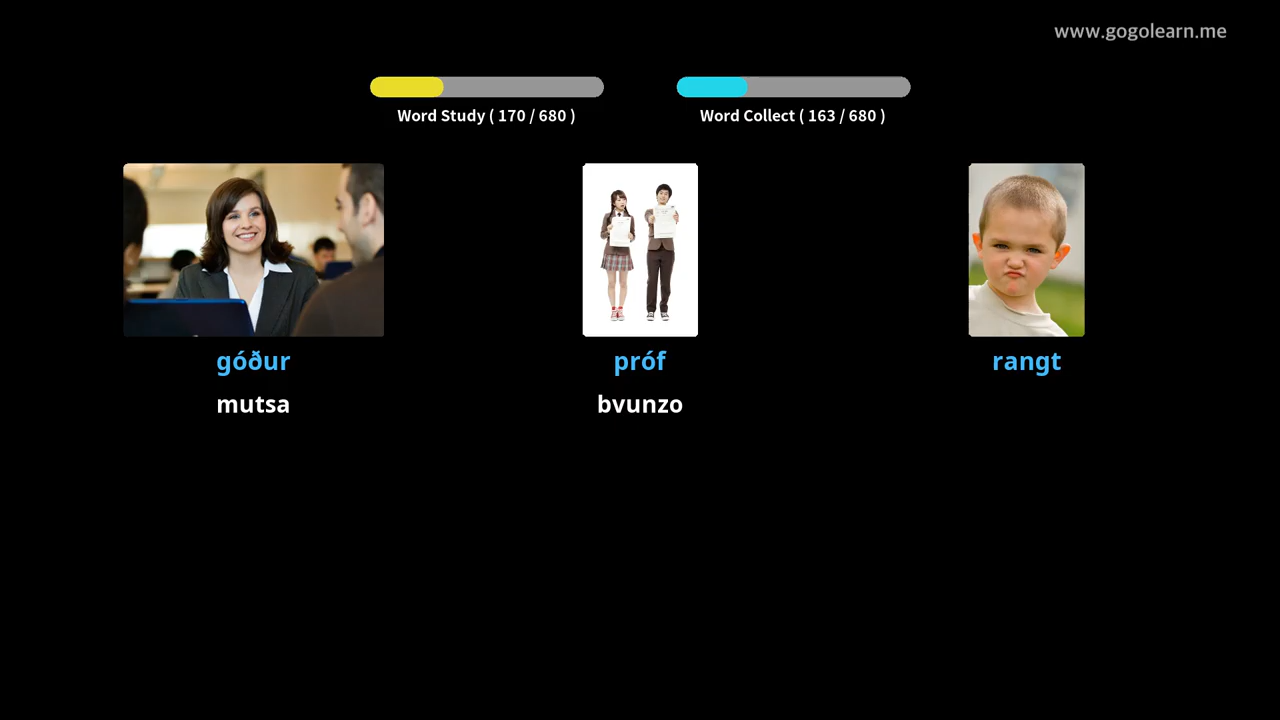 www.gogolearn.me
Word Study ( 170 / 680 )
Word Collect ( 163 / 680 )
góður
próf
rangt
mutsa
bvunzo